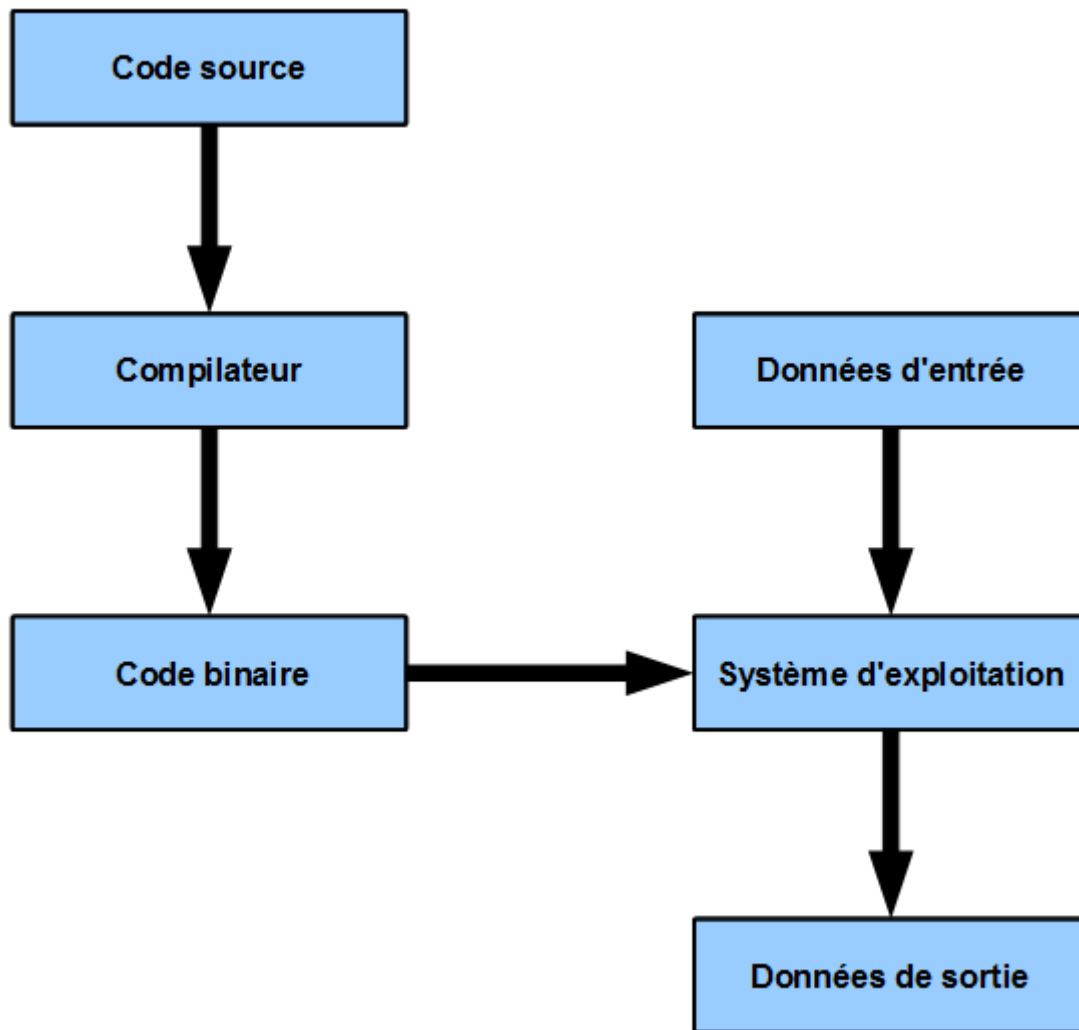 Code source
Compilateur
Données d'entrée
Code binaire
Système d'exploitation
Données de sortie